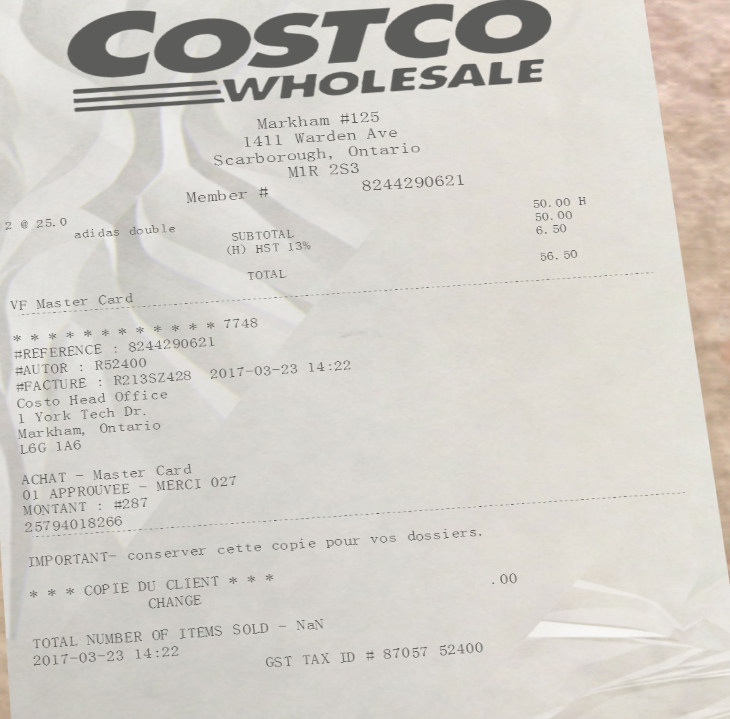 COSTCO
WHOLESALE
Markham #125
1411 Warden Ave
Scarborough, Ontario
M1R 2S3
Member # 8244290621
2 @ 25.0
adidas double 50.00 H
SUBTOTAL 50.00
(H) HST 13% 6.50
TOTAL 56.50
VF Master Card
* * * * * * * * * * * * 7748
#REFERENCE : 8244290621
#AUTOR : R52400
#FACTURE : R213SZ428 2017-03-23 14:22
Costo Head Office
1 York Tech Dr.
Markham, Ontario
L6G 1A6
ACHAT - Master Card
01 APPROUVEE - MERCI 027
MONTANT : #287
25794018266
IMPORTANT- conserver cette copie pour vos dossiers.
* * * COPIE DU CLIENT * * *
CHANGE .00
TOTAL NUMBER OF ITEMS SOLD - NaN
2017-03-23 14:22
GST TAX ID # 87057 52400